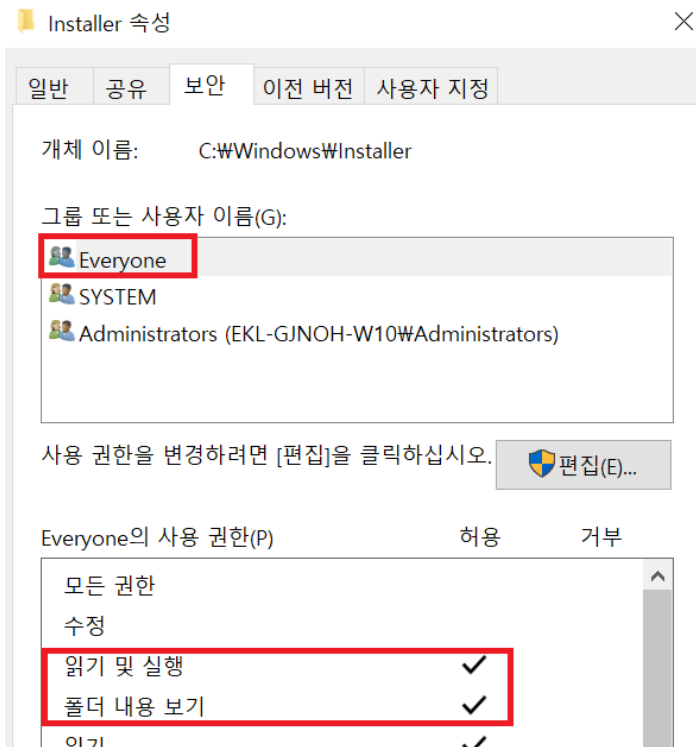 Installer 속성
일반 공유 보안 이전 버전 사용자 지정
개체 이름: C:₩Windows₩Installer
그룹 또는 사용자 이름(G):
Everyone
SYSTEM
Administrators (EKL-GJNOH-W10₩Administrators)
사용 권한을 변경하려면 [편집]을 클릭하십시오. 편집(E)...
Everyone의 사용 권한(P) 허용 거부
모든 권한
수정
읽기 및 실행
폴더 내용 보기
읽기